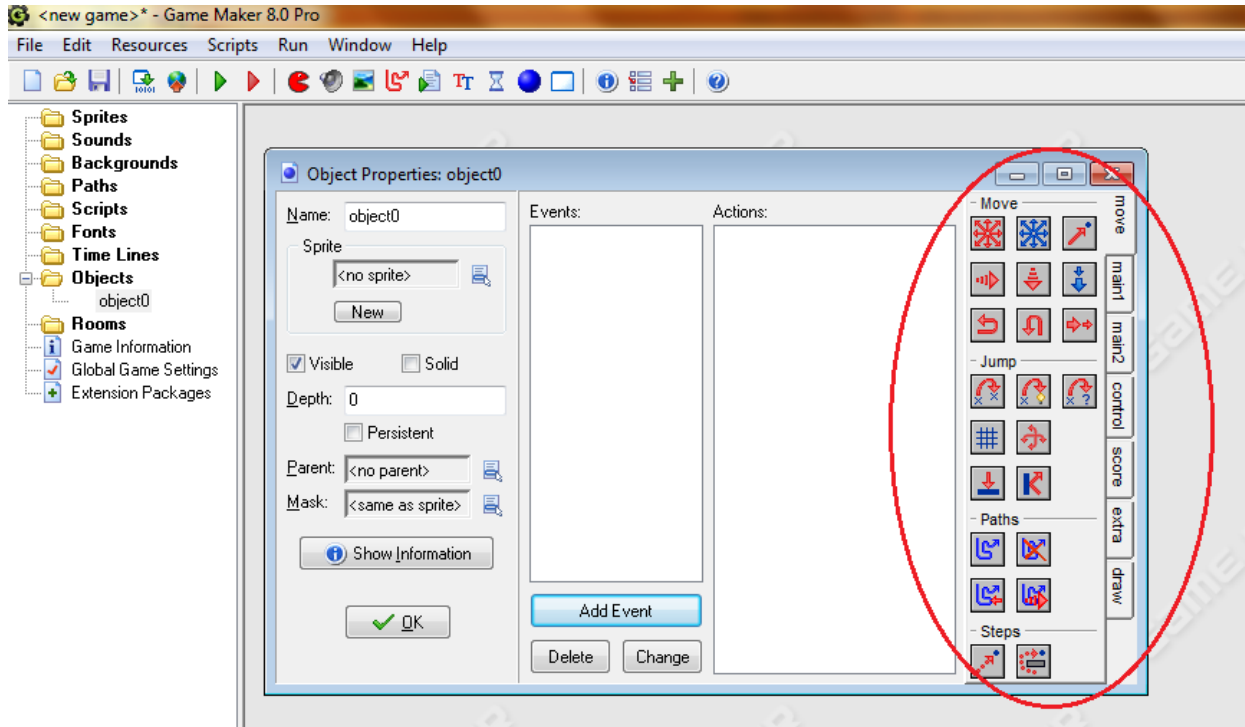 <new game>* - Game Maker 8.0 Pro
File Edit Resources Scripts Run Window Help
Sprites
Sounds
Backgrounds
Paths
Scripts
Fonts
Time Lines
Objects
object0
Rooms
Game Information
Global Game Settings
Extension Packages
Object Properties: object0
Name: object0
Sprite
<no sprite>
New
Visible Solid
Depth: 0
Persistent
Parent: <no parent>
Mask: <same as sprite>
Show Information
OK
Events:
Add Event
Delete Change
Actions:
Move
Jump
Paths
Steps
move
main1
main2
control
score
extra
draw